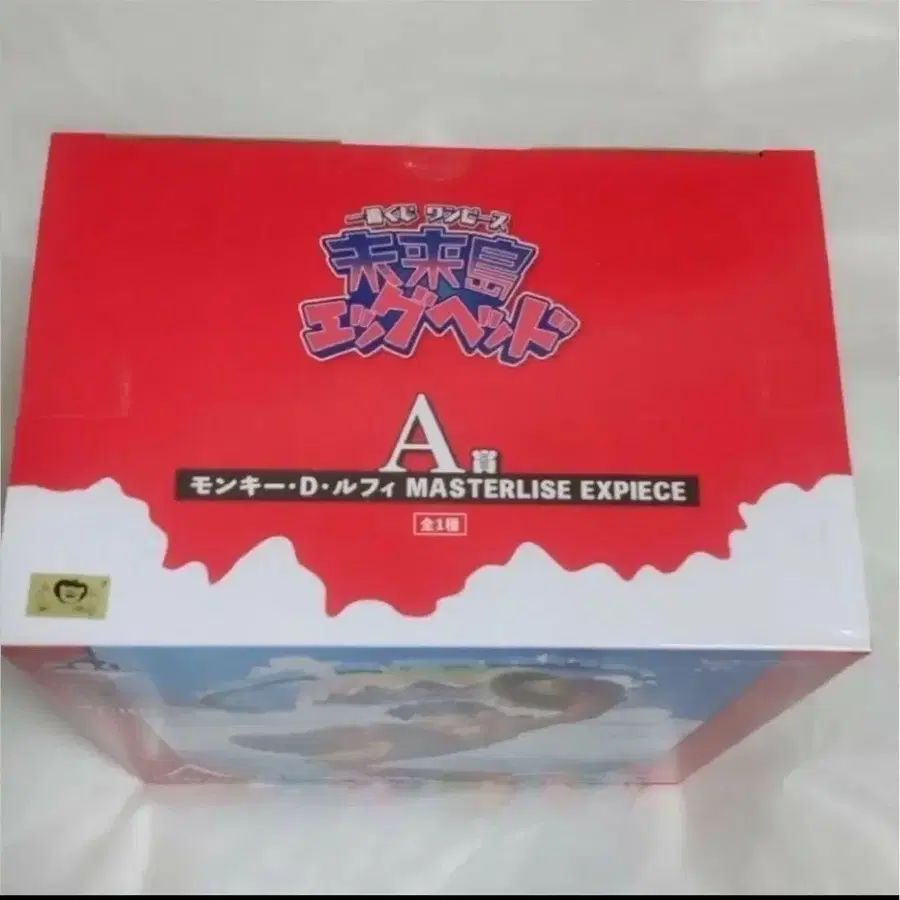 一番くじ ワンピース
未来島
エッグヘッド
A賞
モンキー・D・ルフィ MASTERLISE EXPIECE
全1種